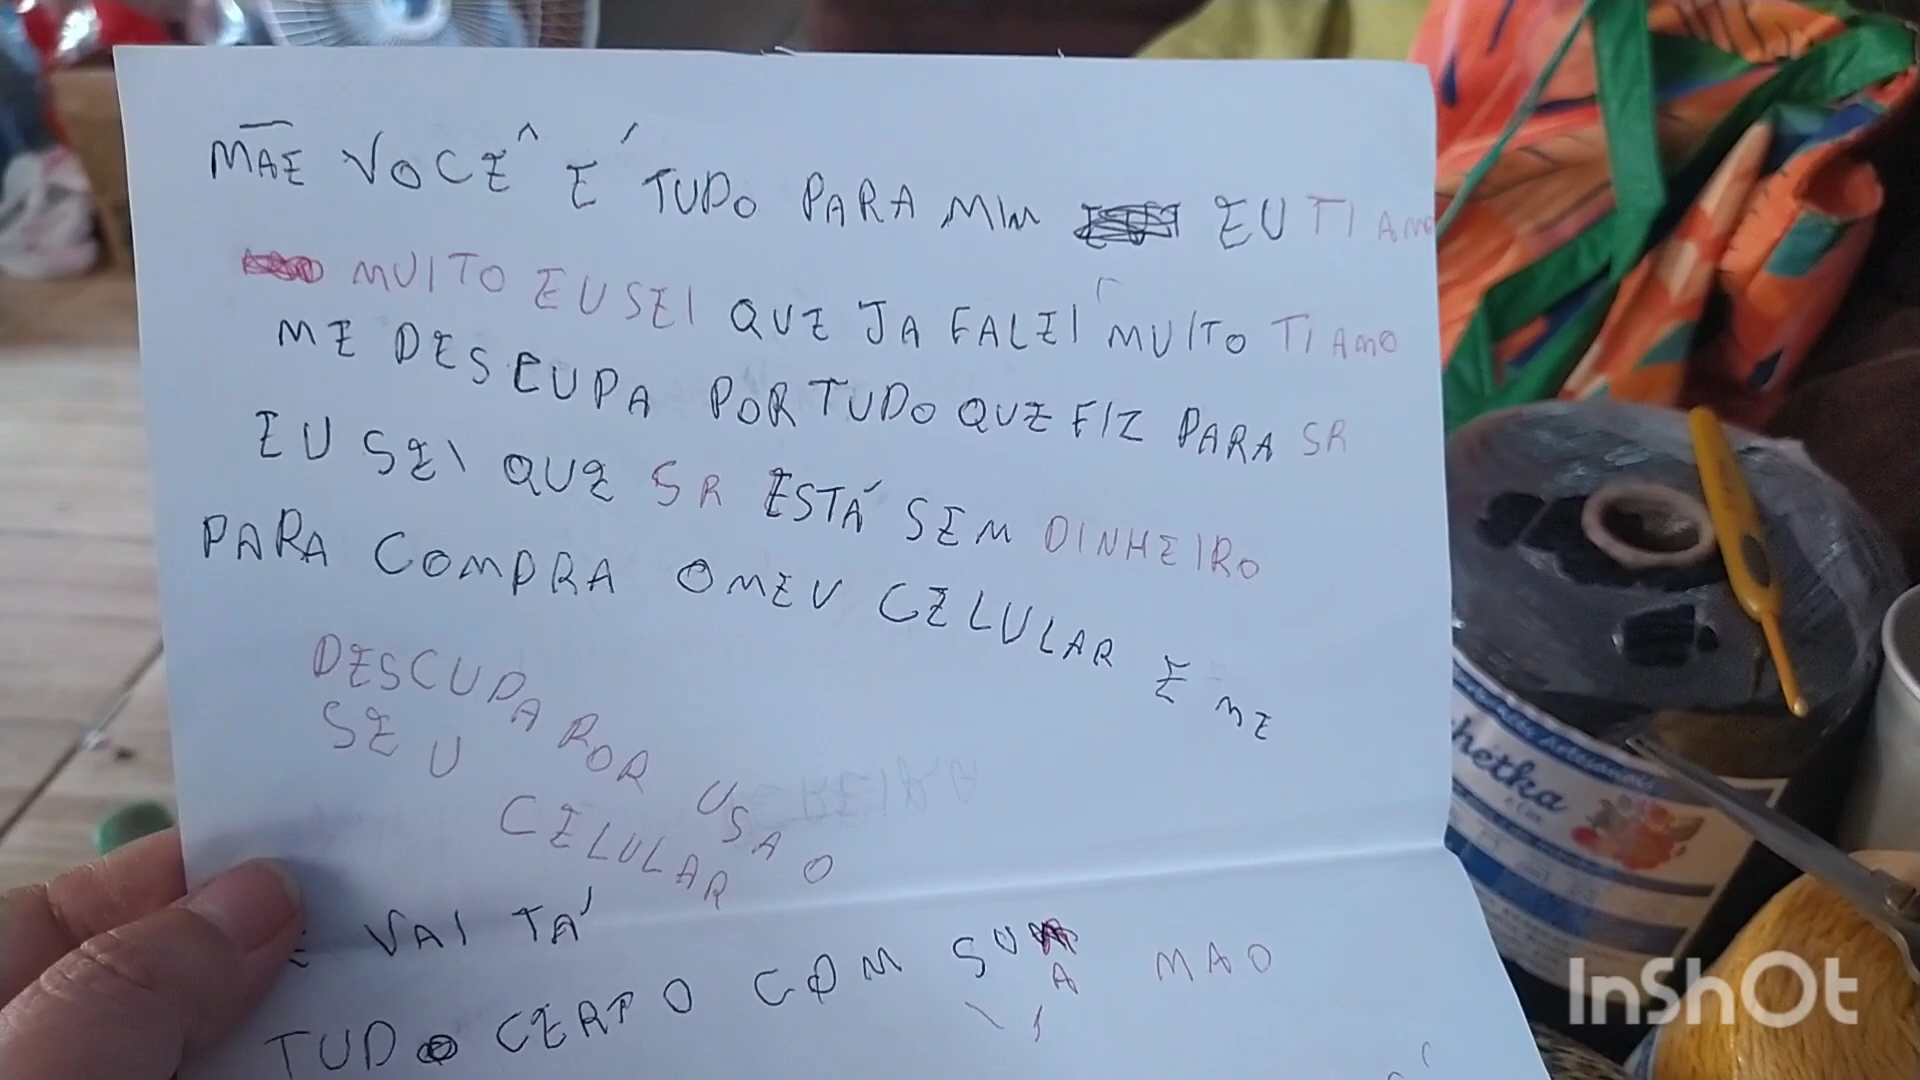 MÃE VOCÊ É TUDO PARA MIM EU TI AMO
MUITO EU SEI QUE JA FALEI MUITO TI AMO
ME DESCUPA POR TUDO QUE FIZ PARA SR
EU SEI QUE SR ESTÁ SEM DINHEIRO
PARA COMPRA O MEU CELULAR E ME
DESCUPA POR USA O
SEU CELULAR
E VAI TÁ
TUDO CERTO COM SUA MAO
hétka
InShOt